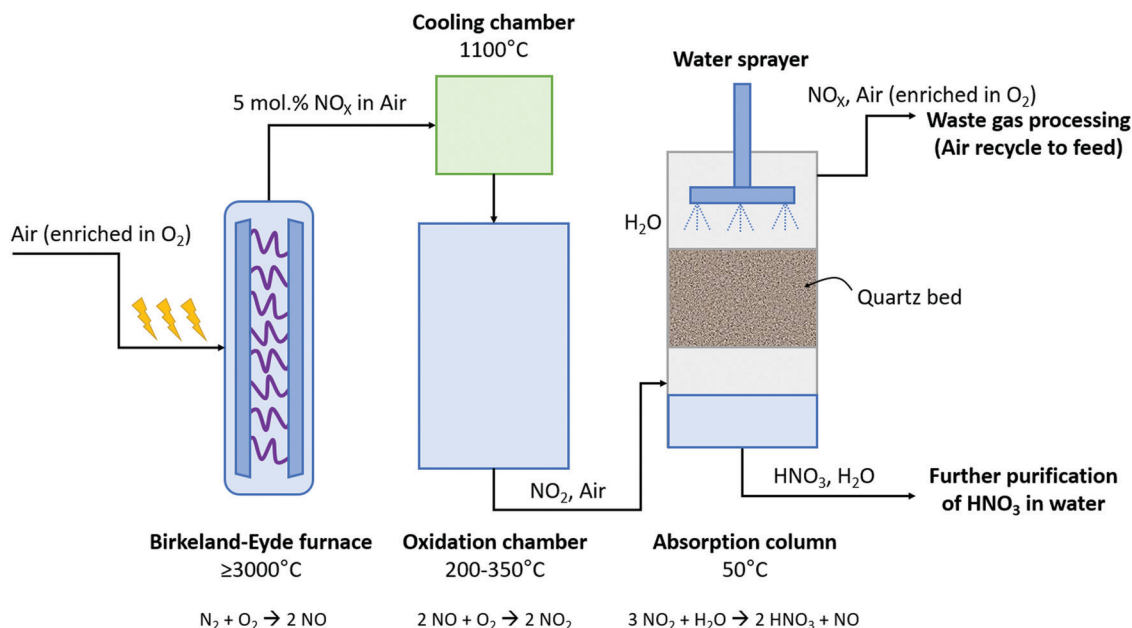 Cooling chamber
1100°C
Water sprayer
5 mol.% NOX in Air
NOX, Air (enriched in O2)
Waste gas processing
(Air recycle to feed)
H2O
Air (enriched in O2)
Quartz bed
NO2, Air
HNO3, H2O
Further purification
of HNO3 in water
Birkeland-Eyde furnace
≥3000°C
Oxidation chamber
200-350°C
Absorption column
50°C
N2 + O2 → 2 NO
2 NO + O2 → 2 NO2
3 NO2 + H2O → 2 HNO3 + NO